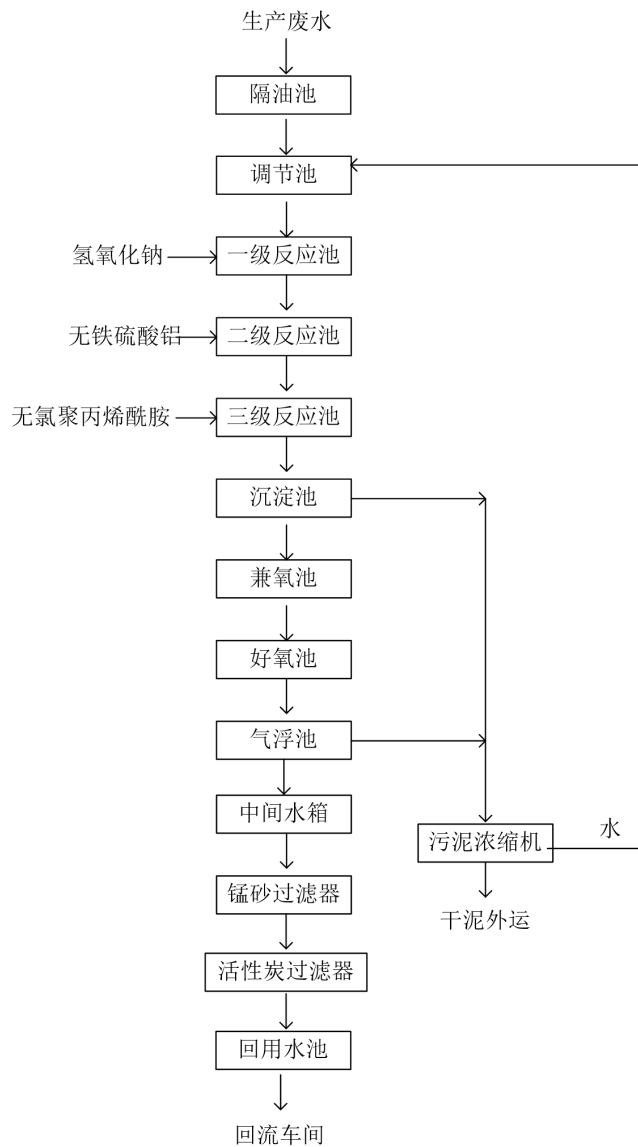 生产废水
隔油池
调节池
氢氧化钠
一级反应池
无铁硫酸铝
二级反应池
无氯聚丙烯酰胺
三级反应池
沉淀池
兼氧池
好氧池
气浮池
中间水箱
污泥浓缩机
水
锰砂过滤器
干泥外运
活性炭过滤器
回用水池
回流车间